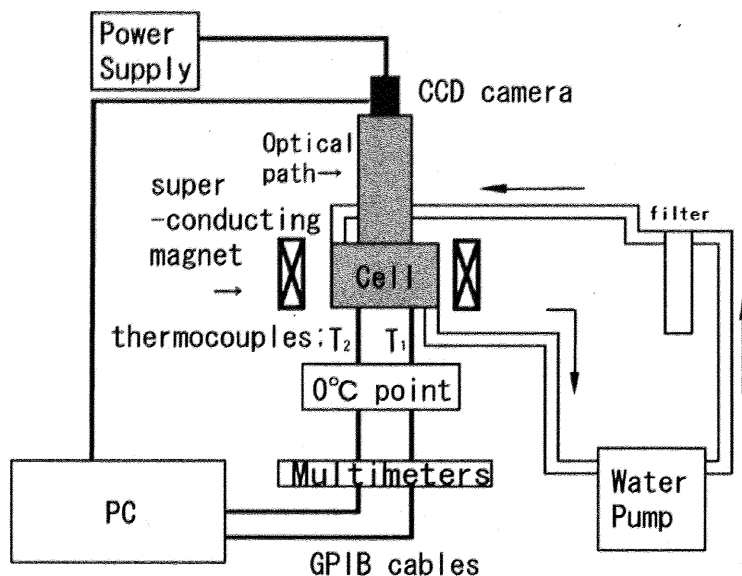 Power
Supply
CCD camera
Optical
path→
super
-conducting
magnet
→
filter
Cell
thermocouples:T₂ T₁
0℃ point
Multimeters
PC
Water
Pump
GPIB cables